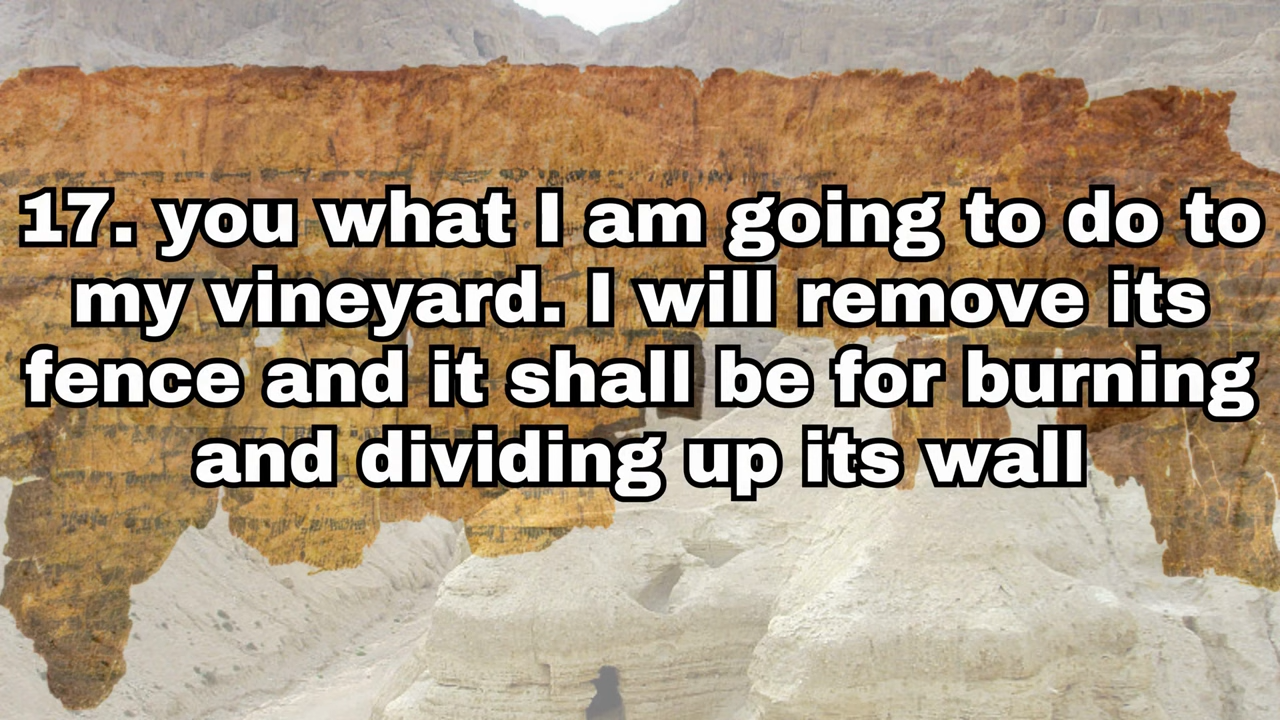 17. you what I am going to do to
my vineyard. I will remove its
fence and it shall be for burning
and dividing up its wall